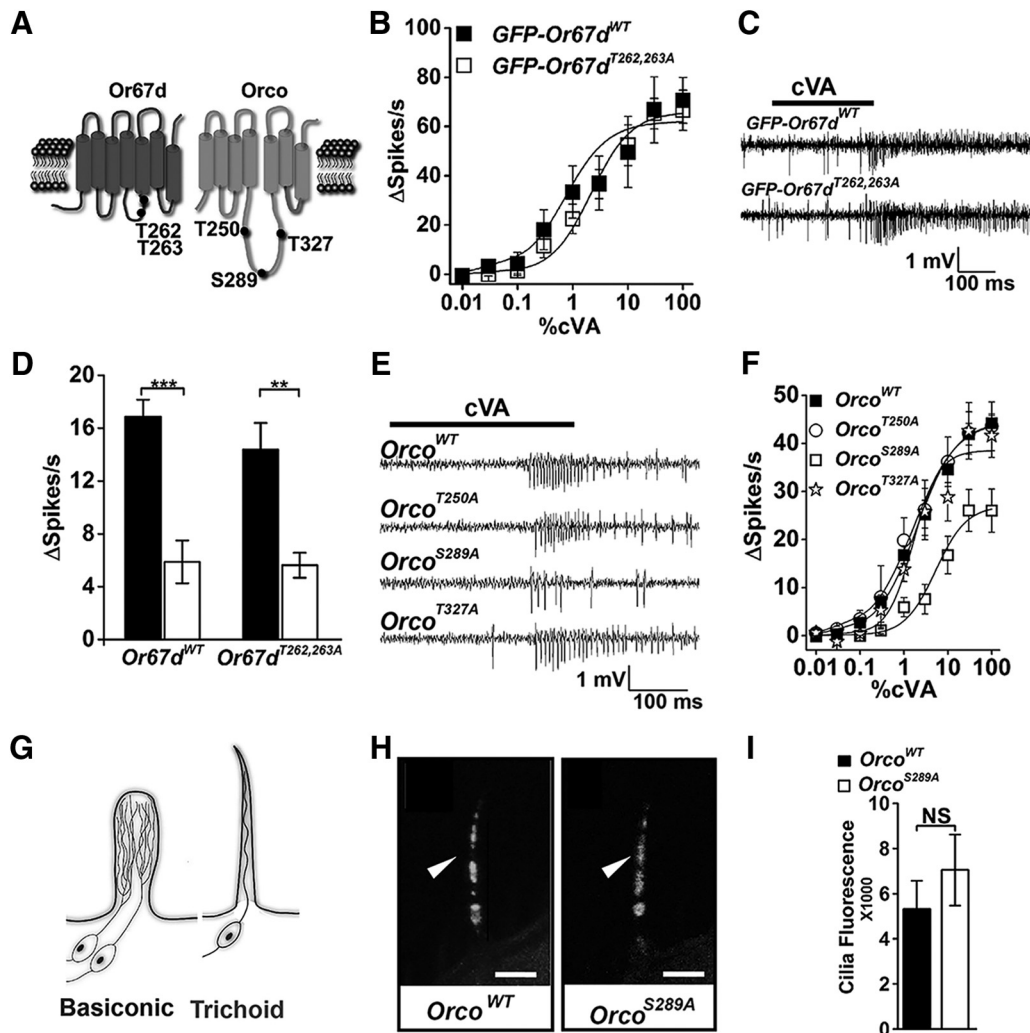 A
Or67d
Orco
T262
T263
T250
T327
S289
B
GFP-Or67d^WT
GFP-Or67d^T262,263A
ΔSpikes/s
100
80
60
40
20
0
0.01
0.1
1
10
100
%cVA
C
cVA
GFP-Or67d^WT
GFP-Or67d^T262,263A
1 mV
100 ms
D
ΔSpikes/s
20
16
12
8
4
0
***
**
Or67d^WT
Or67d^T262,263A
E
cVA
Orco^WT
Orco^T250A
Orco^S289A
Orco^T327A
1 mV
100 ms
F
Orco^WT
Orco^T250A
Orco^S289A
Orco^T327A
ΔSpikes/s
50
40
30
20
10
0
0.01
0.1
1
10
100
%cVA
G
Basiconic
Trichoid
H
Orco^WT
Orco^S289A
I
Orco^WT
Orco^S289A
Cilia Fluorescence
X1000
10
8
6
4
2
0
NS